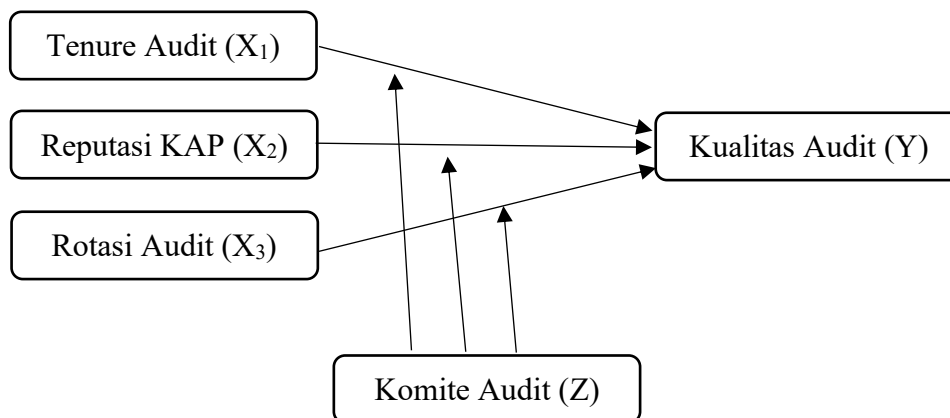 Tenure Audit (X₁)
Reputasi KAP (X₂)
Kualitas Audit (Y)
Rotasi Audit (X₃)
Komite Audit (Z)